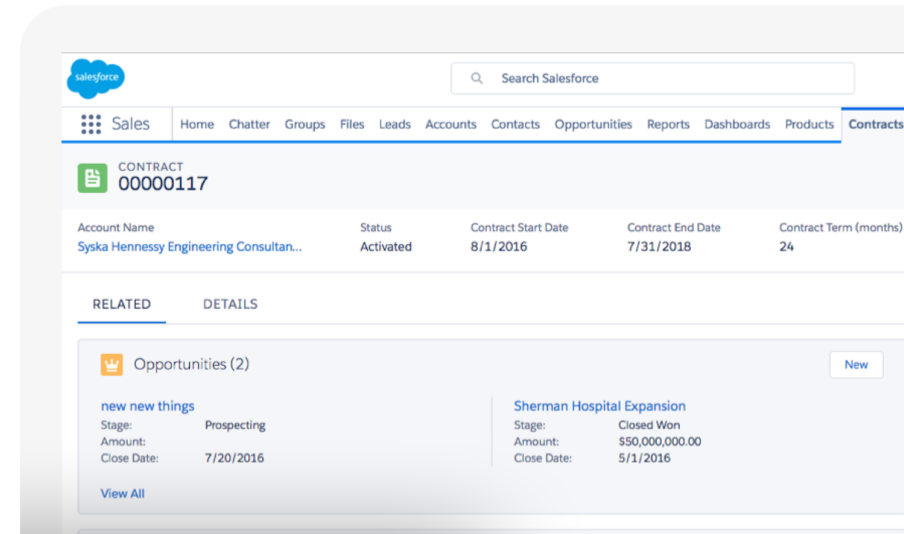 salesforce
Search Salesforce
Sales Home Chatter Groups Files Leads Accounts Contacts Opportunities Reports Dashboards Products Contracts
CONTRACT
00000117
Account Name Status Contract Start Date Contract End Date Contract Term (months)
Syska Hennessy Engineering Consultan... Activated 8/1/2016 7/31/2018 24
RELATED DETAILS
Opportunities (2) New
new new things Sherman Hospital Expansion
Stage: Prospecting Stage: Closed Won
Amount: Amount: $50,000,000.00
Close Date: 7/20/2016 Close Date: 5/1/2016
View All